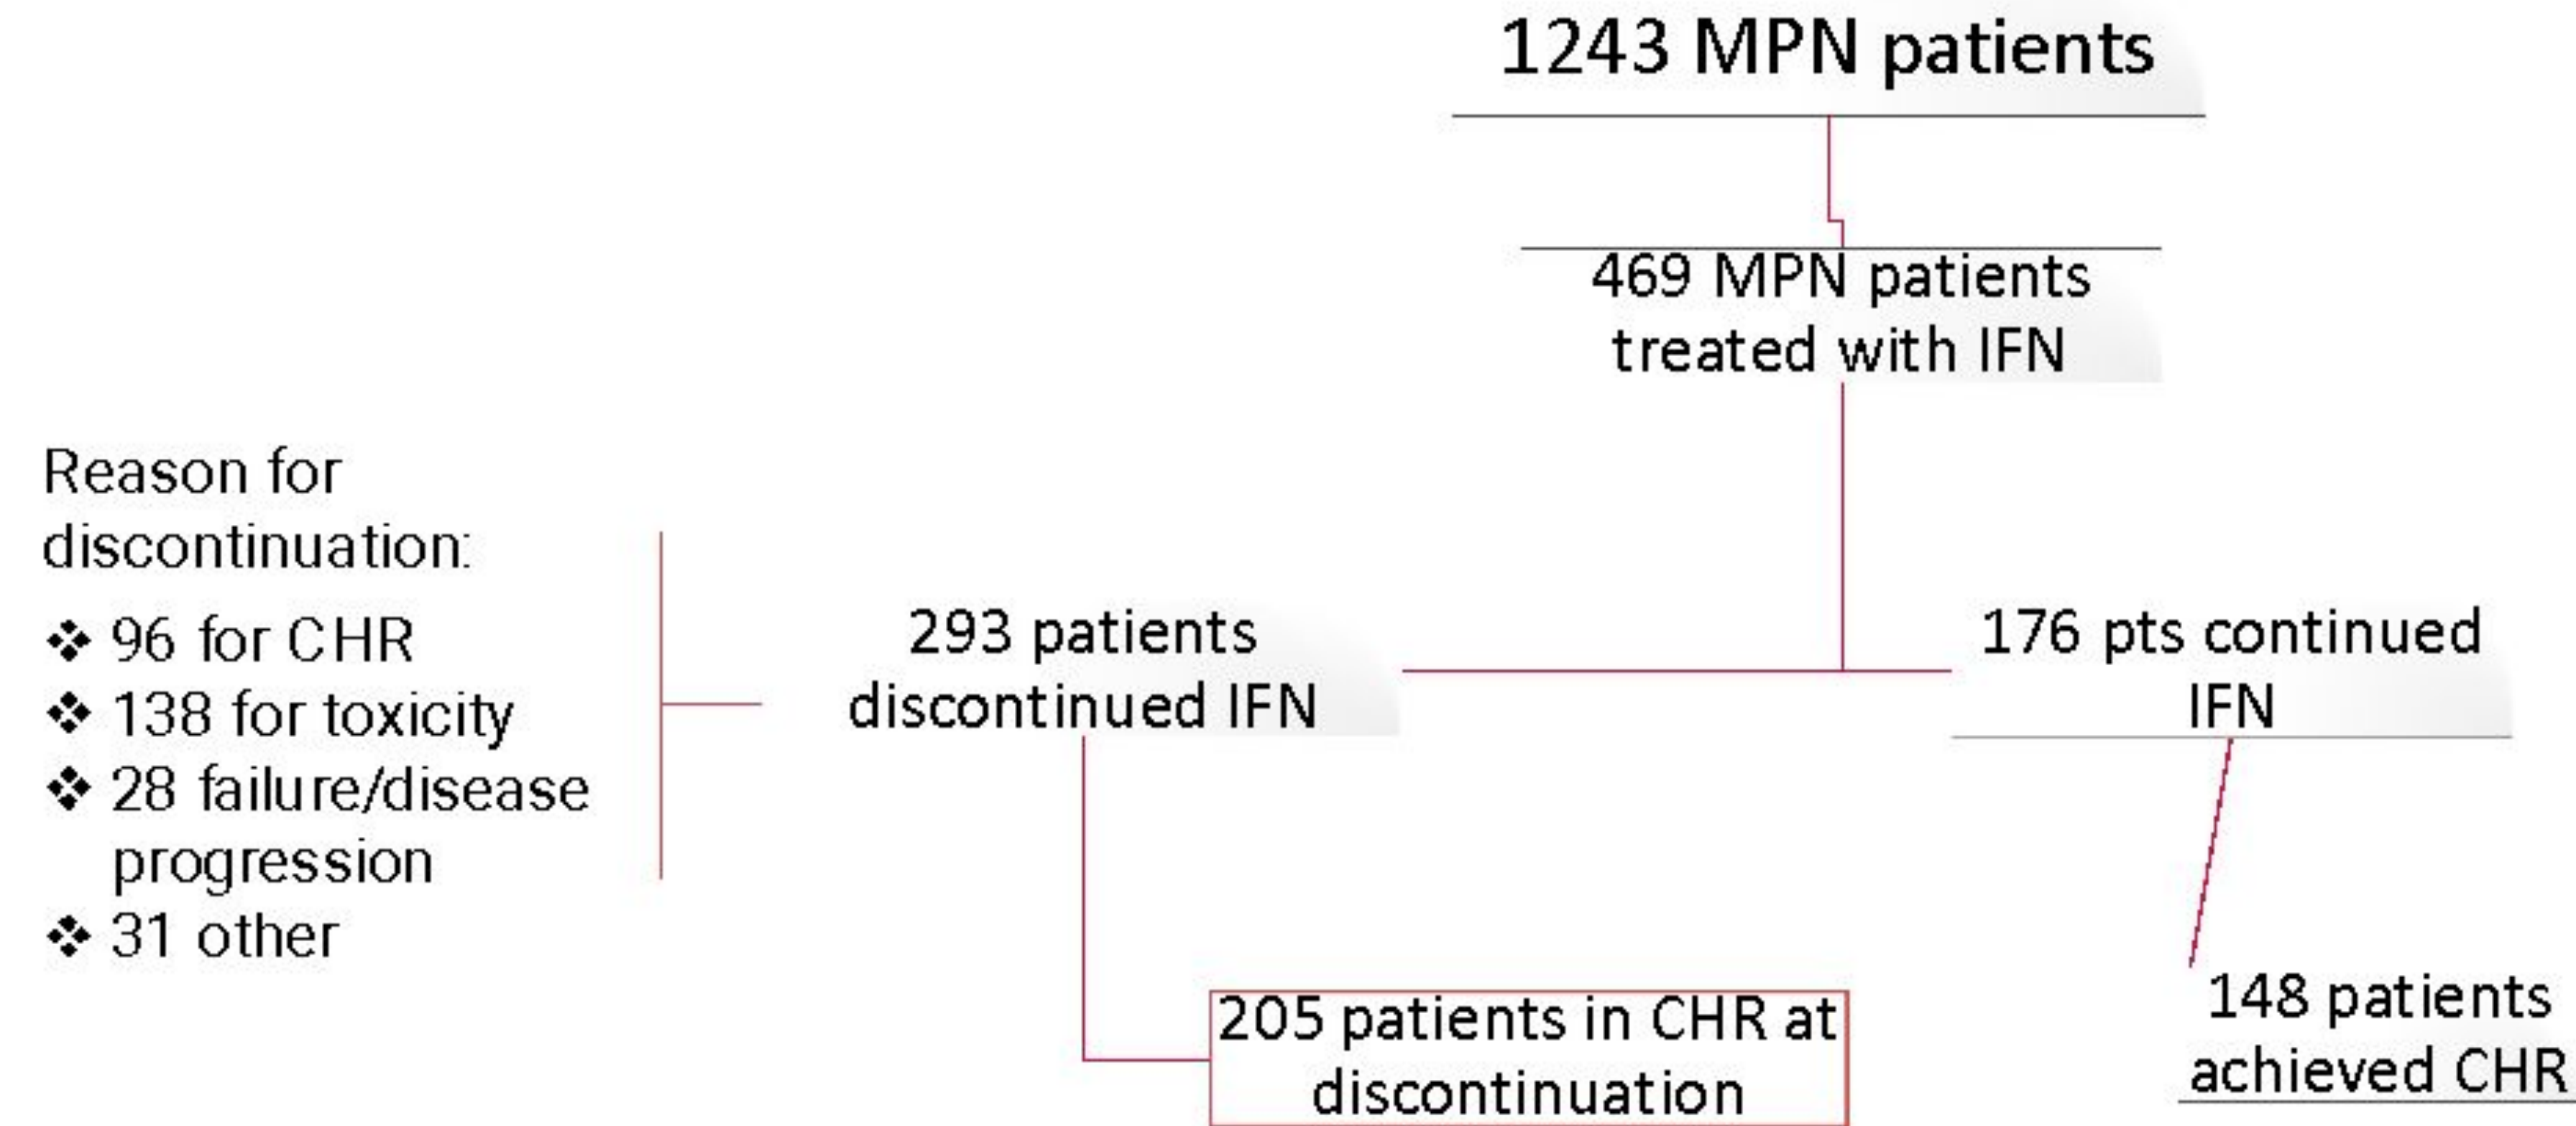 1243 MPN patients
469 MPN patients
treated with IFN
Reason for
discontinuation:
❖ 96 for CHR
❖ 138 for toxicity
❖ 28 failure/disease
progression
❖ 31 other
293 patients
discontinued IFN
176 pts continued
IFN
205 patients in CHR at
discontinuation
148 patients
achieved CHR